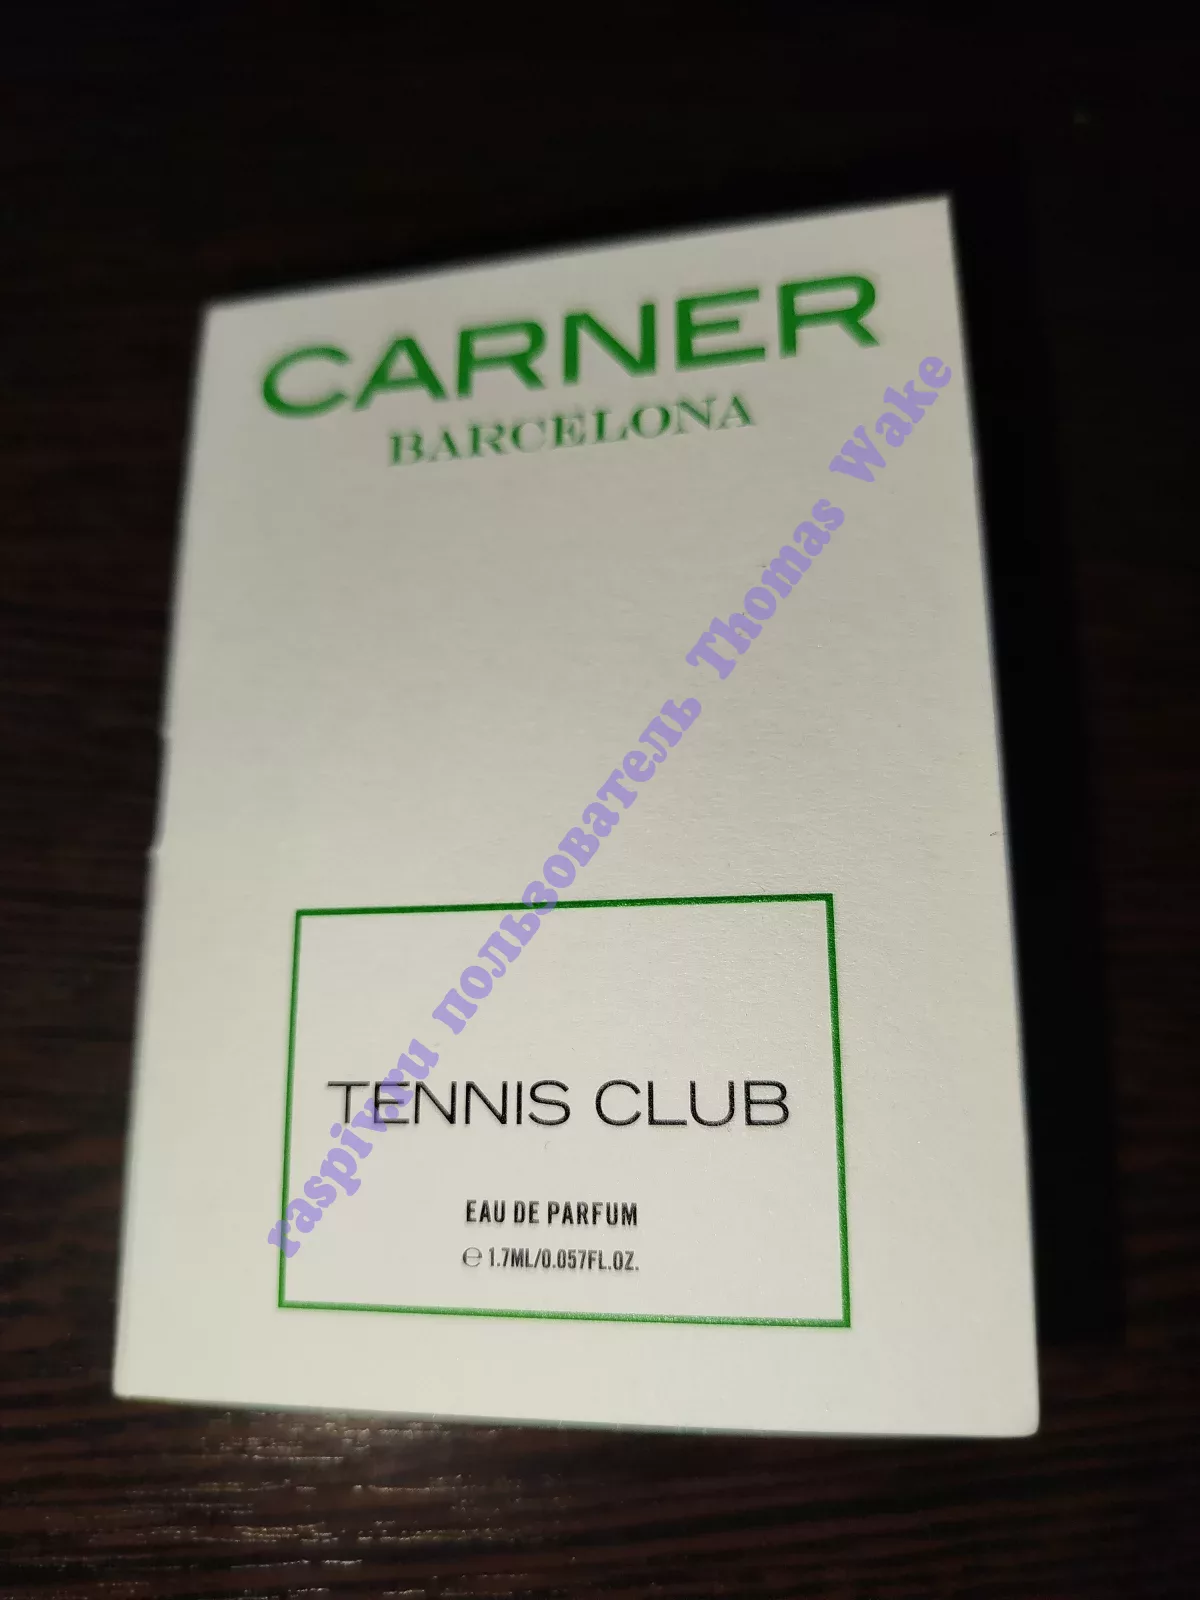 CARNER
BARCELONA
raspiv.ru пользователь Thomas Wake
TENNIS CLUB
EAU DE PARFUM
℮ 1.7ML/0.057FL.OZ.